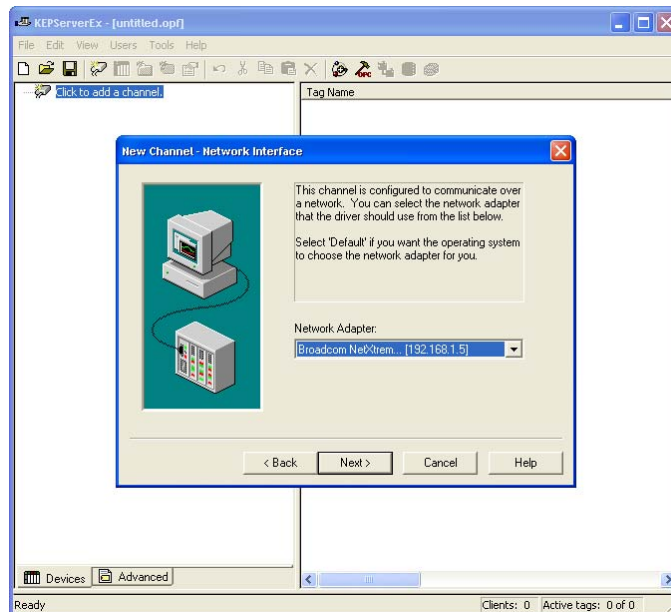 KEPServerEx - [untitled.opf]
File Edit View Users Tools Help
OPC
Click to add a channel.
Tag Name
New Channel - Network Interface
This channel is configured to communicate over
a network. You can select the network adapter
that the driver should use from the list below.
Select 'Default' if you want the operating system
to choose the network adapter for you.
Network Adapter:
Broadcom NetXtrem... [192.168.1.5]
< Back Next > Cancel Help
Devices Advanced
Ready Clients: 0 Active tags: 0 of 0